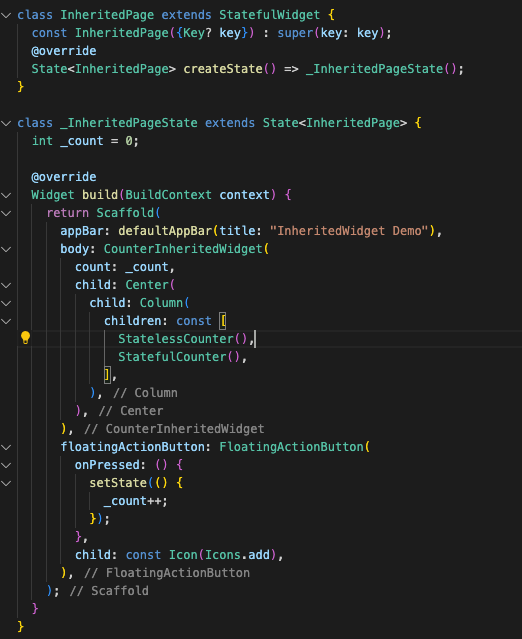 class InheritedPage extends StatefulWidget {
  const InheritedPage({Key? key}) : super(key: key);
  @override
  State<InheritedPage> createState() => _InheritedPageState();
}

class _InheritedPageState extends State<InheritedPage> {
  int _count = 0;

  @override
  Widget build(BuildContext context) {
    return Scaffold(
      appBar: defaultAppBar(title: "InheritedWidget Demo"),
      body: CounterInheritedWidget(
        count: _count,
        child: Center(
          child: Column(
            children: const [
              StatelessCounter(),
              StatefulCounter(),
            ],
          ), // Column
        ), // Center
      ), // CounterInheritedWidget
      floatingActionButton: FloatingActionButton(
        onPressed: () {
          setState(() {
            _count++;
          });
        },
        child: const Icon(Icons.add),
      ), // FloatingActionButton
    ); // Scaffold
  }
}